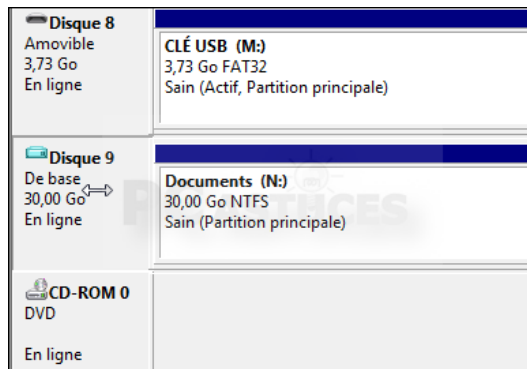 Disque 8
Amovible
3,73 Go
En ligne
CLÉ USB (M:)
3,73 Go FAT32
Sain (Actif, Partition principale)
Disque 9
De base
30,00 Go
En ligne
Documents (N:)
30,00 Go NTFS
Sain (Partition principale)
CD-ROM 0
DVD
En ligne